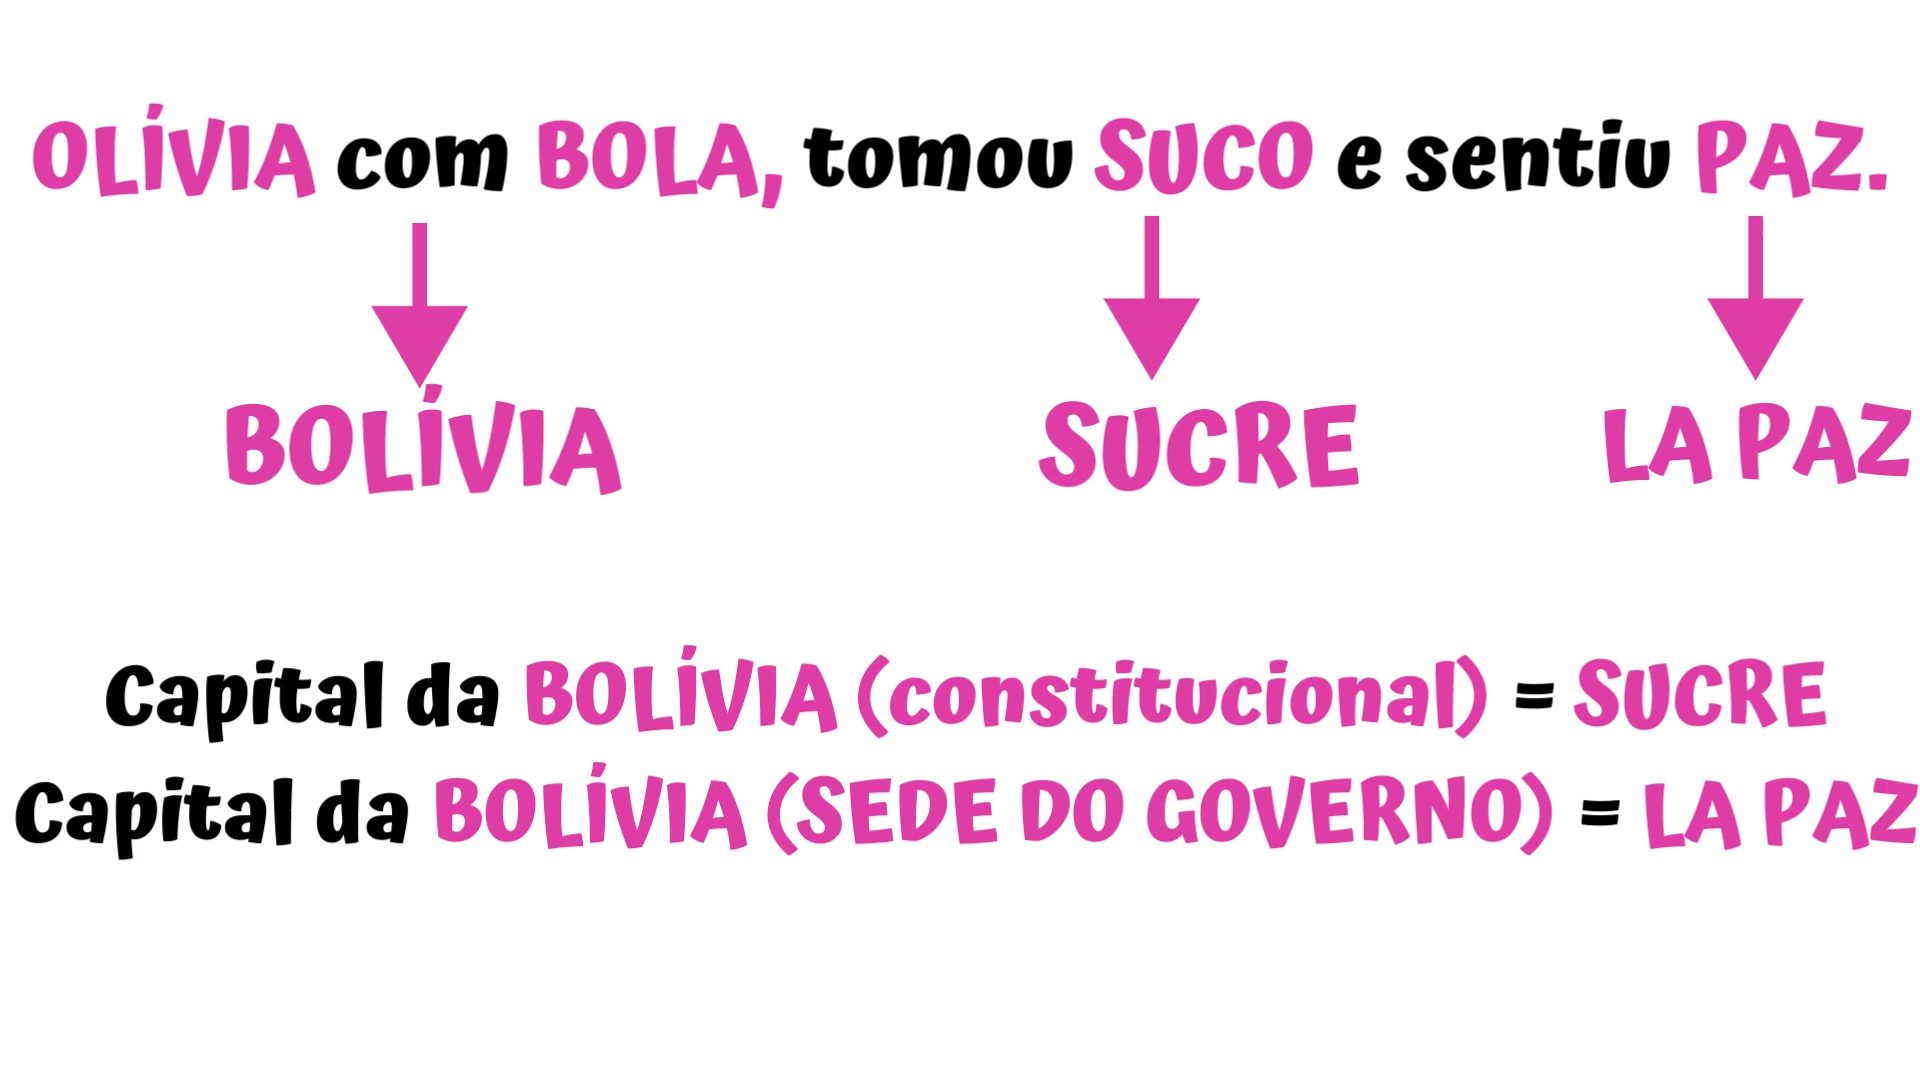 OLÍVIA com BOLA, tomou SUCO e sentiu PAZ.
BOLÍVIA SUCRE LA PAZ
Capital da BOLÍVIA (constitucional) = SUCRE
Capital da BOLÍVIA (SEDE DO GOVERNO) = LA PAZ